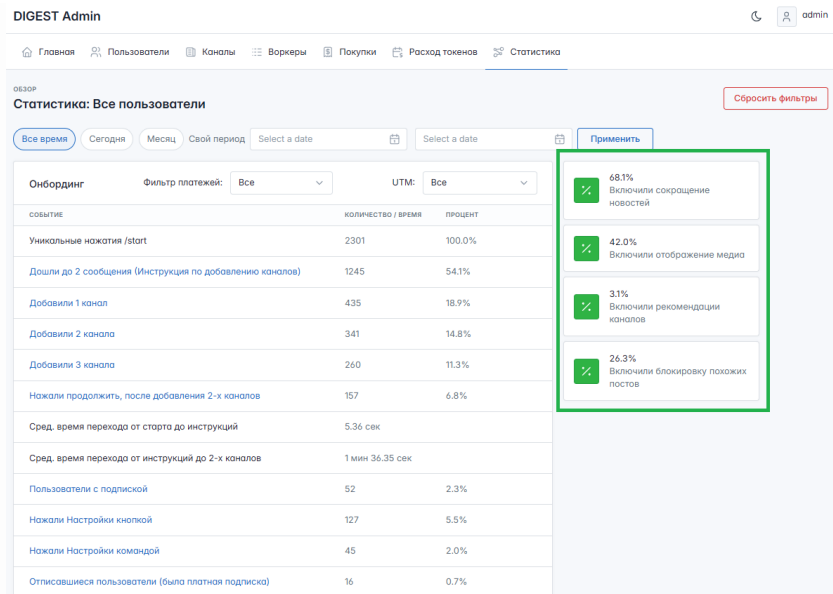 DIGEST Admin
admin
Главная
Пользователи
Каналы
Воркеры
Покупки
Расход токенов
Статистика
ОБЗОР
Статистика: Все пользователи
Сбросить фильтры
Все время
Сегодня
Месяц
Свой период
Select a date
Select a date
Применить
Онбординг
Фильтр платежей:
Все
UTM:
Все
СОБЫТИЕ КОЛИЧЕСТВО / ВРЕМЯ ПРОЦЕНТ
Уникальные нажатия /start 2301 100.0%
Дошли до 2 сообщения (Инструкция по добавлению каналов) 1245 54.1%
Добавили 1 канал 435 18.9%
Добавили 2 канала 341 14.8%
Добавили 3 канала 260 11.3%
Нажали продолжить, после добавления 2-х каналов 157 6.8%
Сред. время перехода от старта до инструкций 5.36 сек
Сред. время перехода от инструкций до 2-х каналов 1 мин 36.35 сек
Пользователи с подпиской 52 2.3%
Нажали Настройки кнопкой 127 5.5%
Нажали Настройки командой 45 2.0%
Отписавшиеся пользователи (была платная подписка) 16 0.7%
68.1%
Включили сокращение
новостей
42.0%
Включили отображение медиа
3.1%
Включили рекомендации
каналов
26.3%
Включили блокировку похожих
постов